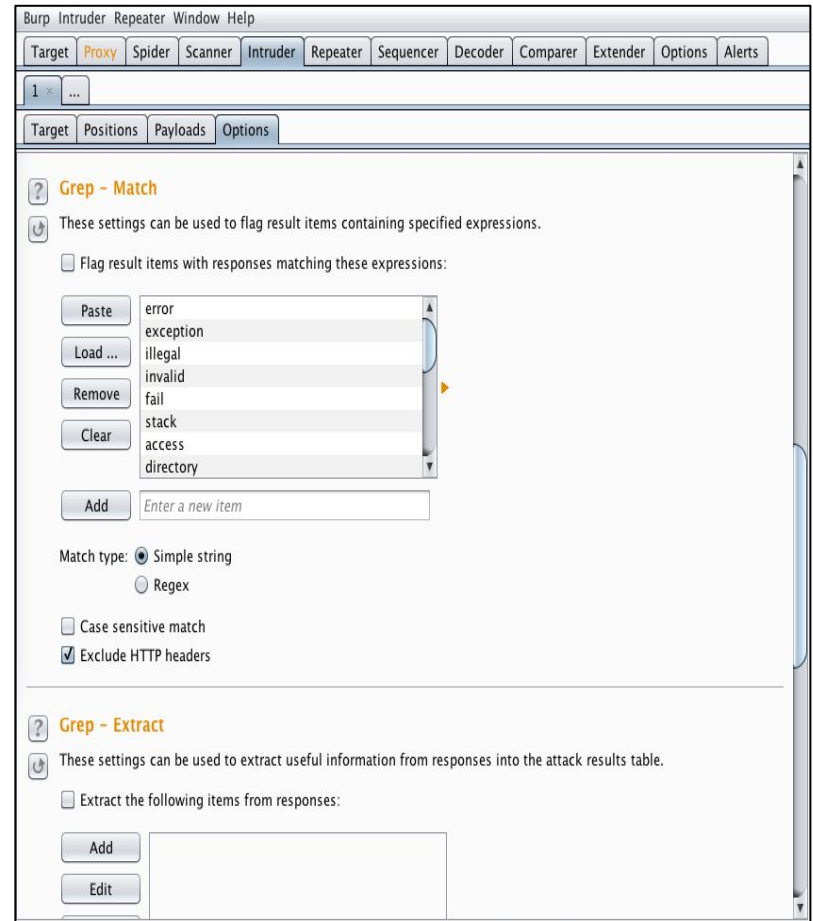 Burp Intruder Repeater Window Help
Target Proxy Spider Scanner Intruder Repeater Sequencer Decoder Comparer Extender Options Alerts
1 × ...
Target Positions Payloads Options
? Grep - Match
These settings can be used to flag result items containing specified expressions.
Flag result items with responses matching these expressions:
Paste
Load ...
Remove
Clear
error
exception
illegal
invalid
fail
stack
access
directory
Add Enter a new item
Match type: Simple string
Regex
Case sensitive match
Exclude HTTP headers
? Grep - Extract
These settings can be used to extract useful information from responses into the attack results table.
Extract the following items from responses:
Add
Edit